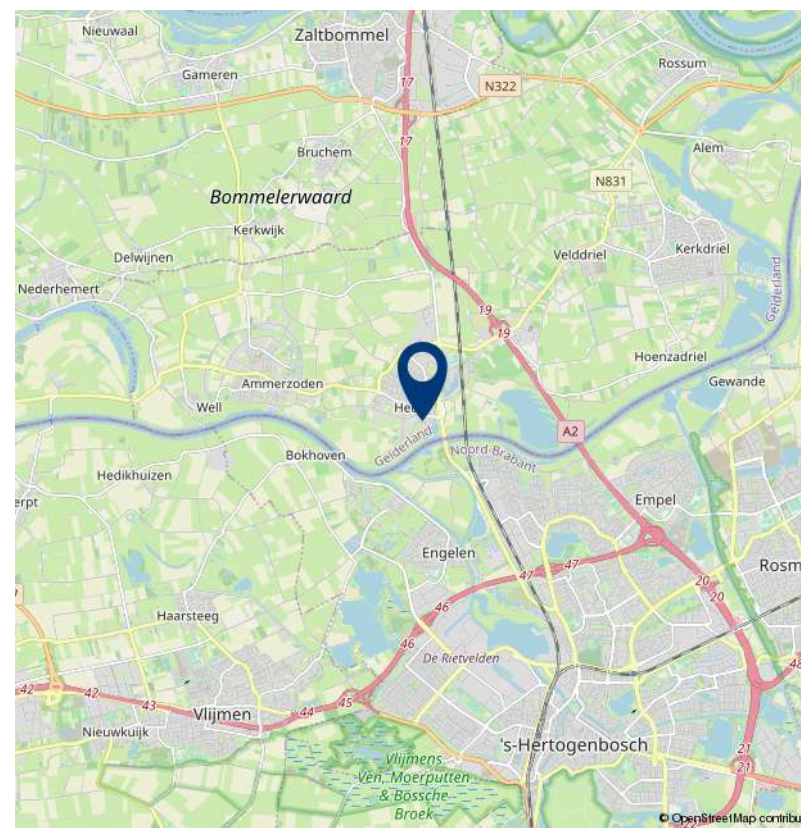 Nieuwaal
Zaltbommel
Gameren
17
N322
Rossum
17
Bruchem
Alem
Bommelerwaard
N831
Kerkwijk
Delwijnen
Velddriel
Kerkdriel
Nederhemert
Gelderland
19
19
Hoenzadriel
Ammerzoden
Gewande
Well
A2
Bokhoven
Gelderland
Noord-Brabant
Hedikhuizen
Empel
Engelen
47
47
Haarsteeg
46
20
20
46
De Rietvelden
42
42
43
44
45
48
Vlijmen
Nieuwkuijk
's-Hertogenbosch
21
21
Vlijmens
Ven, Moerputten
& Bossche
Broek
22
© OpenStreetMap